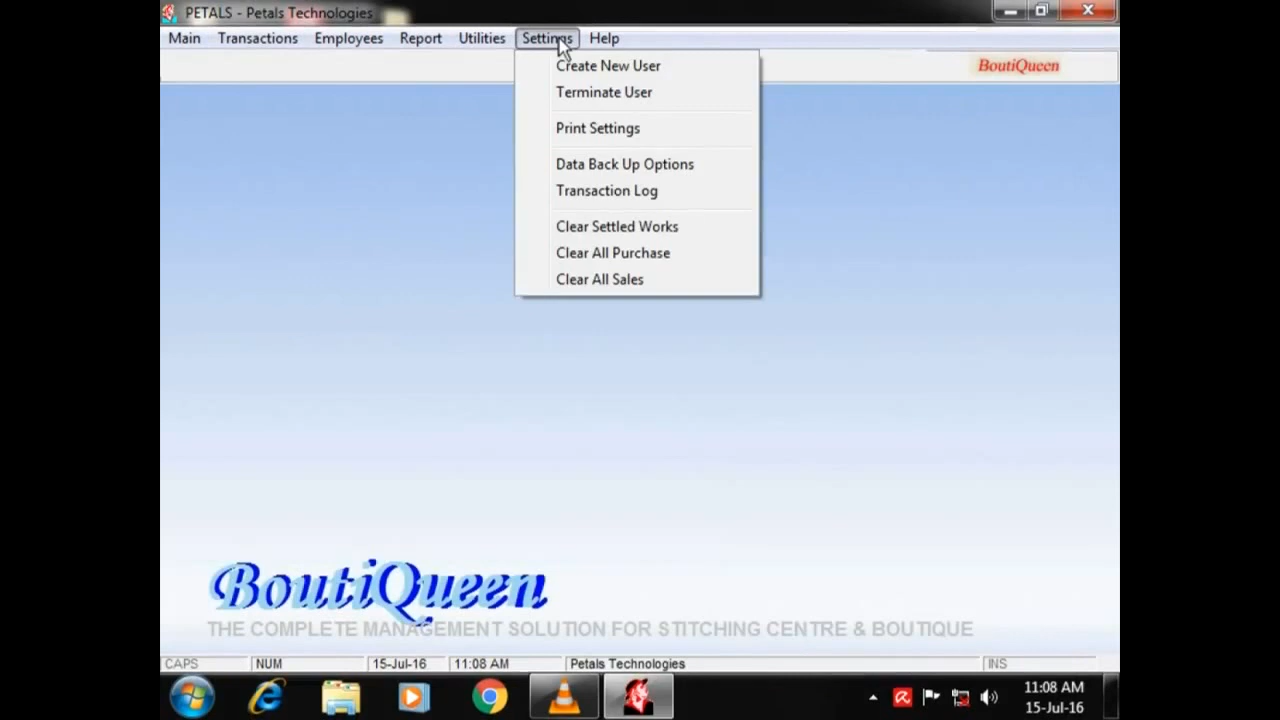 PETALS - Petals Technologies
Main Transactions Employees Report Utilities Settings Help
BoutiQueen
Create New User
Terminate User
Print Settings
Data Back Up Options
Transaction Log
Clear Settled Works
Clear All Purchase
Clear All Sales
BoutiQueen
THE COMPLETE MANAGEMENT SOLUTION FOR STITCHING CENTRE & BOUTIQUE
CAPS NUM 15-Jul-16 11:08 AM Petals Technologies INS
11:08 AM
15-Jul-16